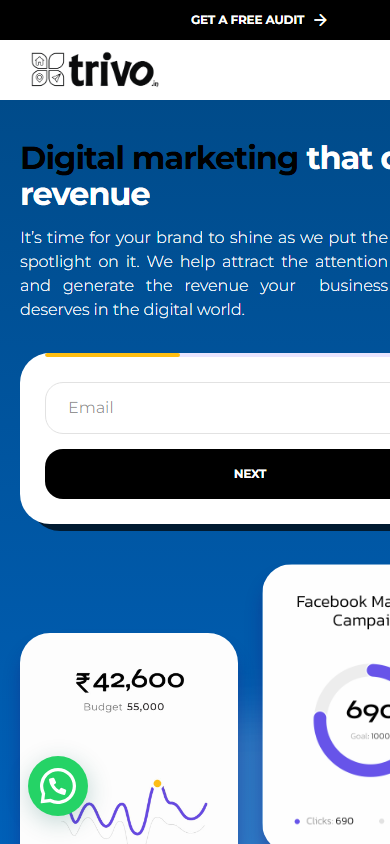 GET A FREE AUDIT
trivo
Digital marketing that
revenue
It's time for your brand to shine as we put the
spotlight on it. We help attract the attention
and generate the revenue your business
deserves in the digital world.
Email
NEXT
Facebook
Campai
₹42,600
Budget 55,000
690
Goal: 1000
Clicks: 690